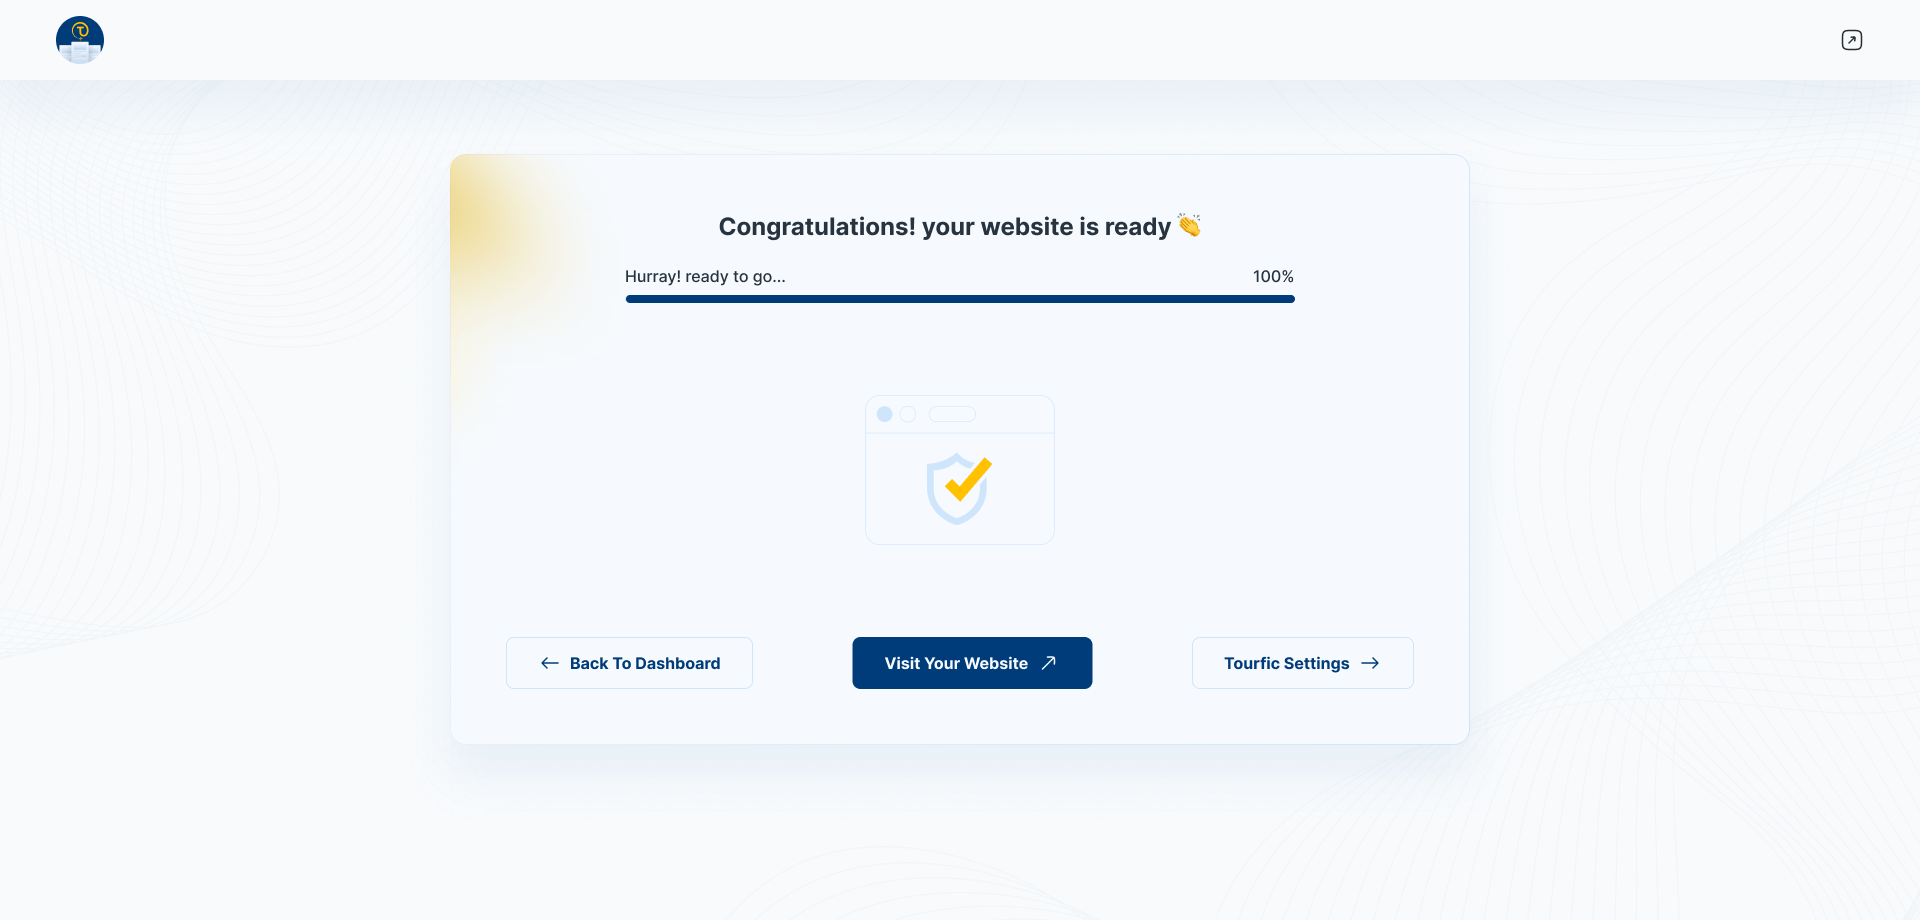 Congratulations! your website is ready 👏
Hurray! ready to go... 100%
Back To Dashboard
Visit Your Website
Tourfic Settings